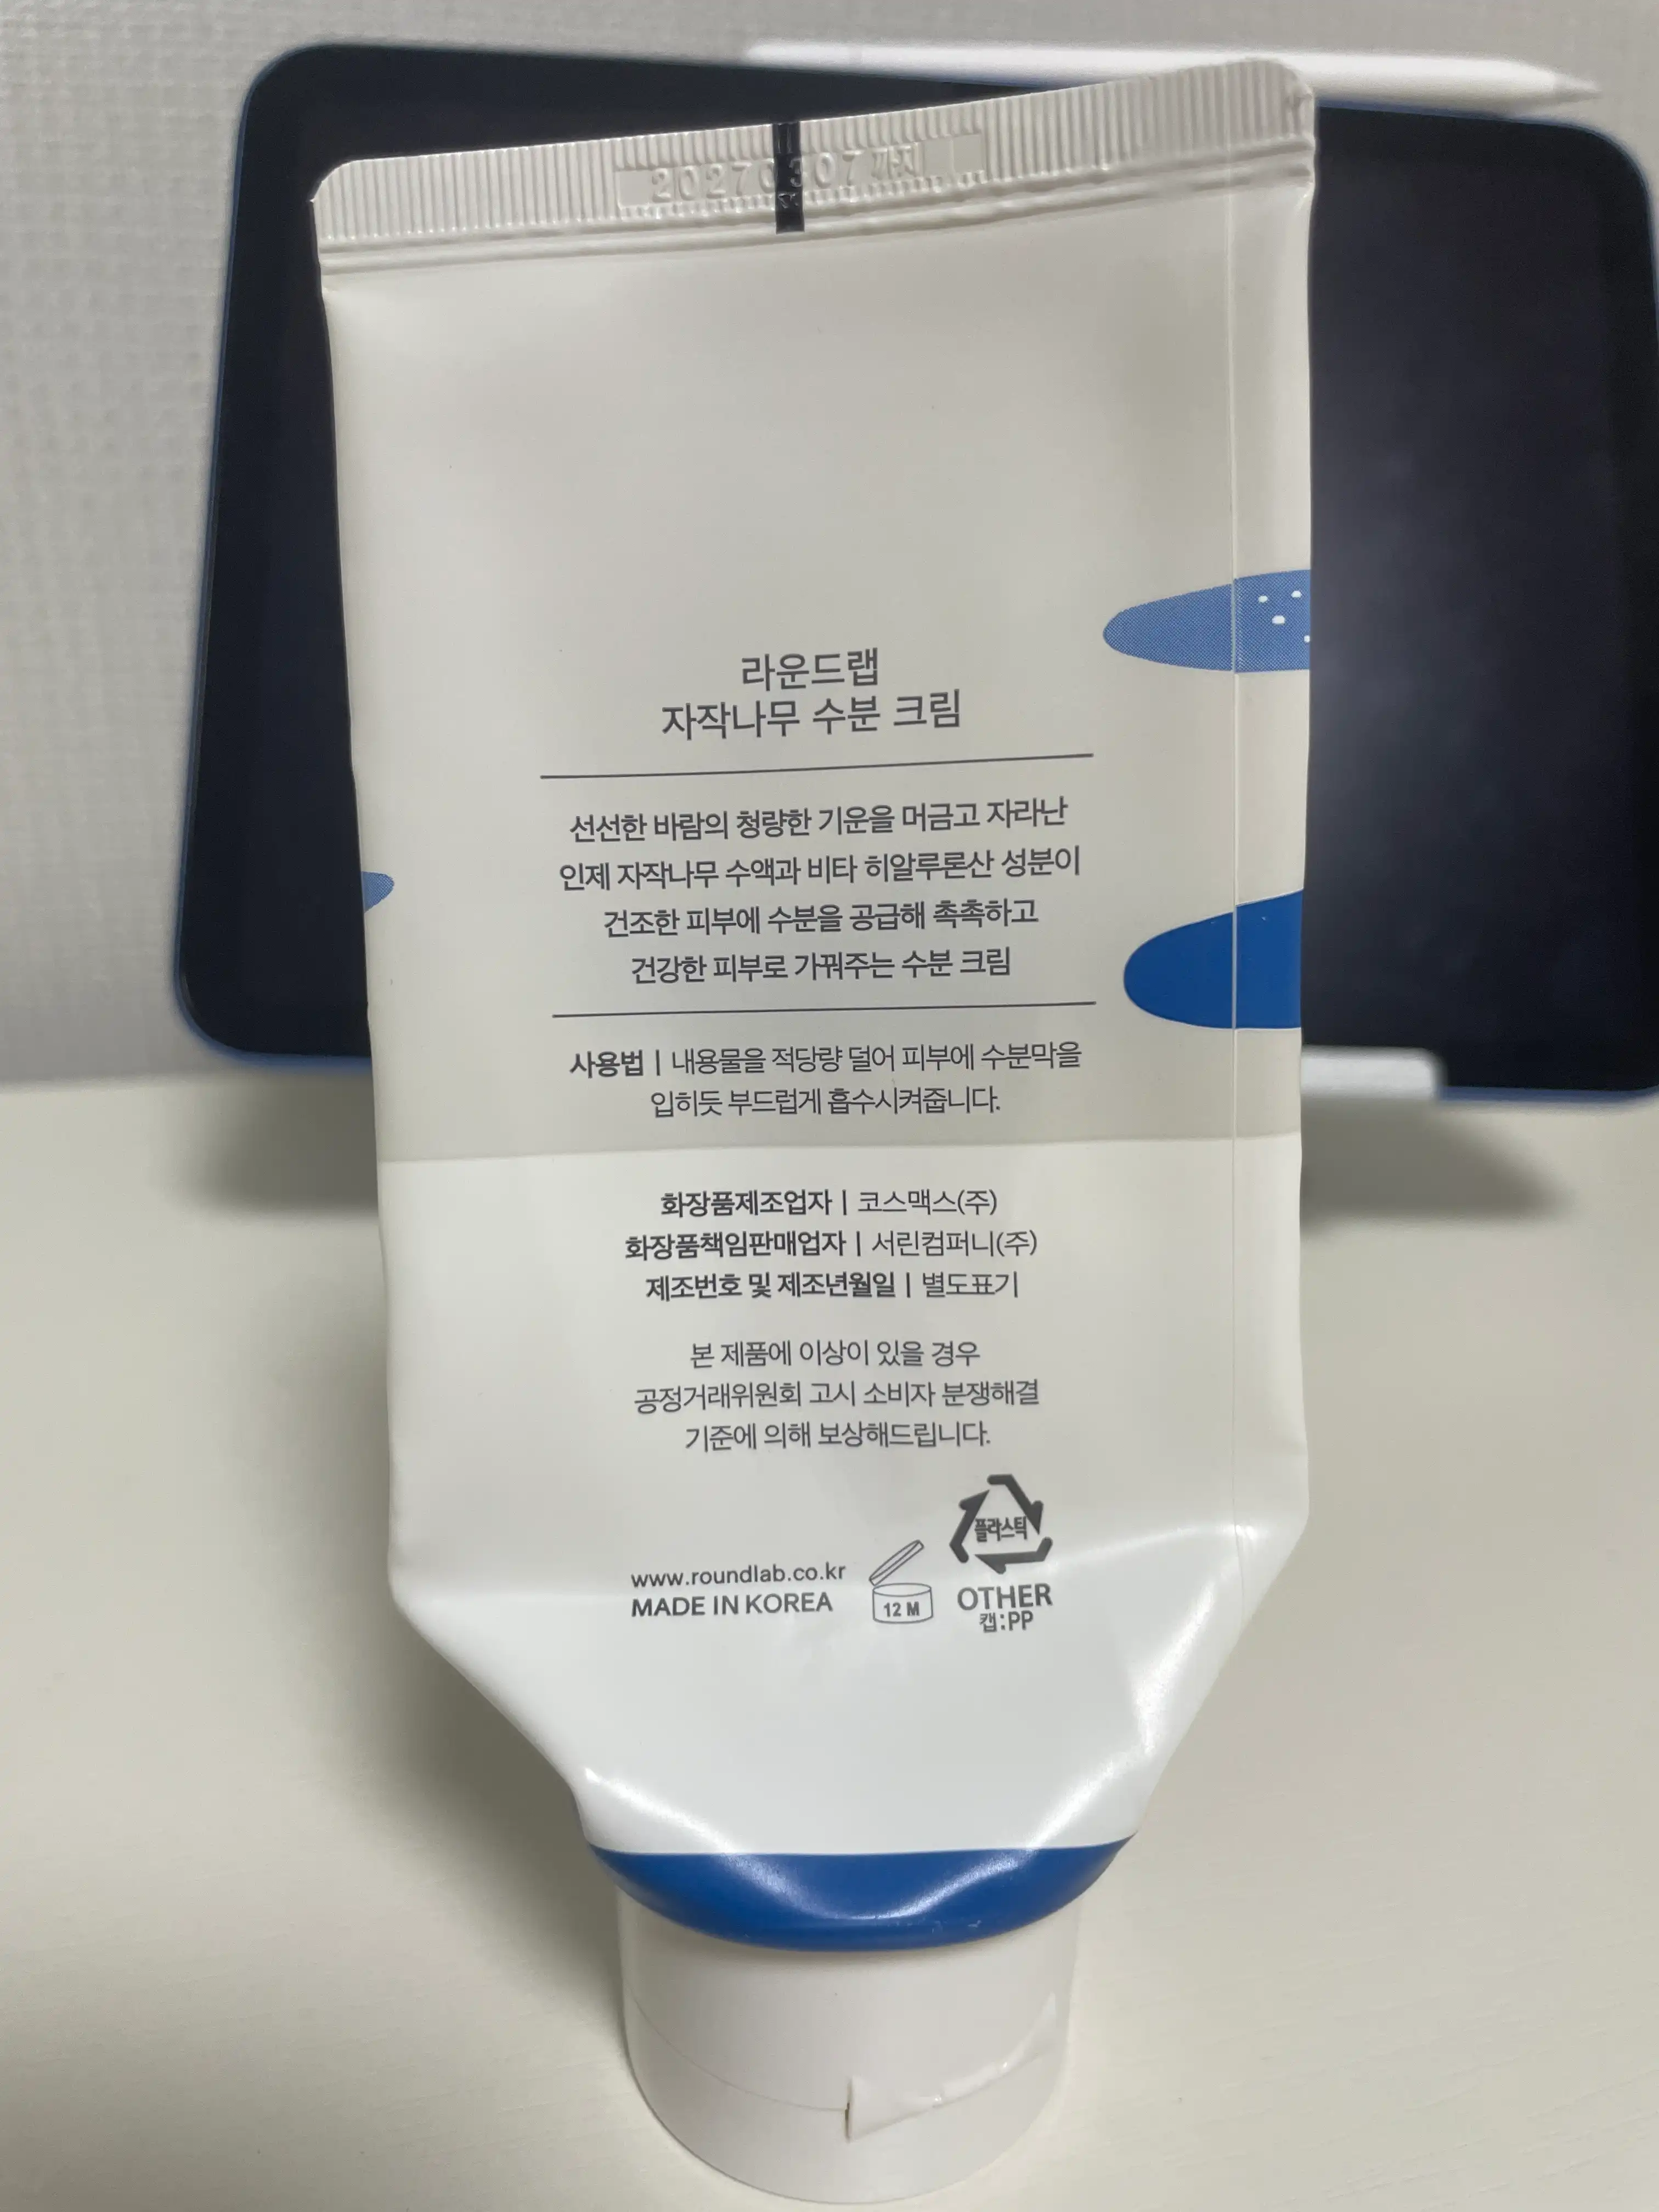 20270307까지
라운드랩
자작나무 수분 크림
선선한 바람의 청량한 기운을 머금고 자라난
인제 자작나무 수액과 비타 히알루론산 성분이
건조한 피부에 수분을 공급해 촉촉하고
건강한 피부로 가꿔주는 수분 크림
사용법 | 내용물을 적당량 덜어 피부에 수분막을
입히듯 부드럽게 흡수시켜줍니다.
화장품제조업자 | 코스맥스(주)
화장품책임판매업자 | 서린컴퍼니(주)
제조번호 및 제조년월일 | 별도표기
본 제품에 이상이 있을 경우
공정거래위원회 고시 소비자 분쟁해결
기준에 의해 보상해드립니다.
플라스틱
www.roundlab.co.kr
MADE IN KOREA
12 M
OTHER
캡:PP